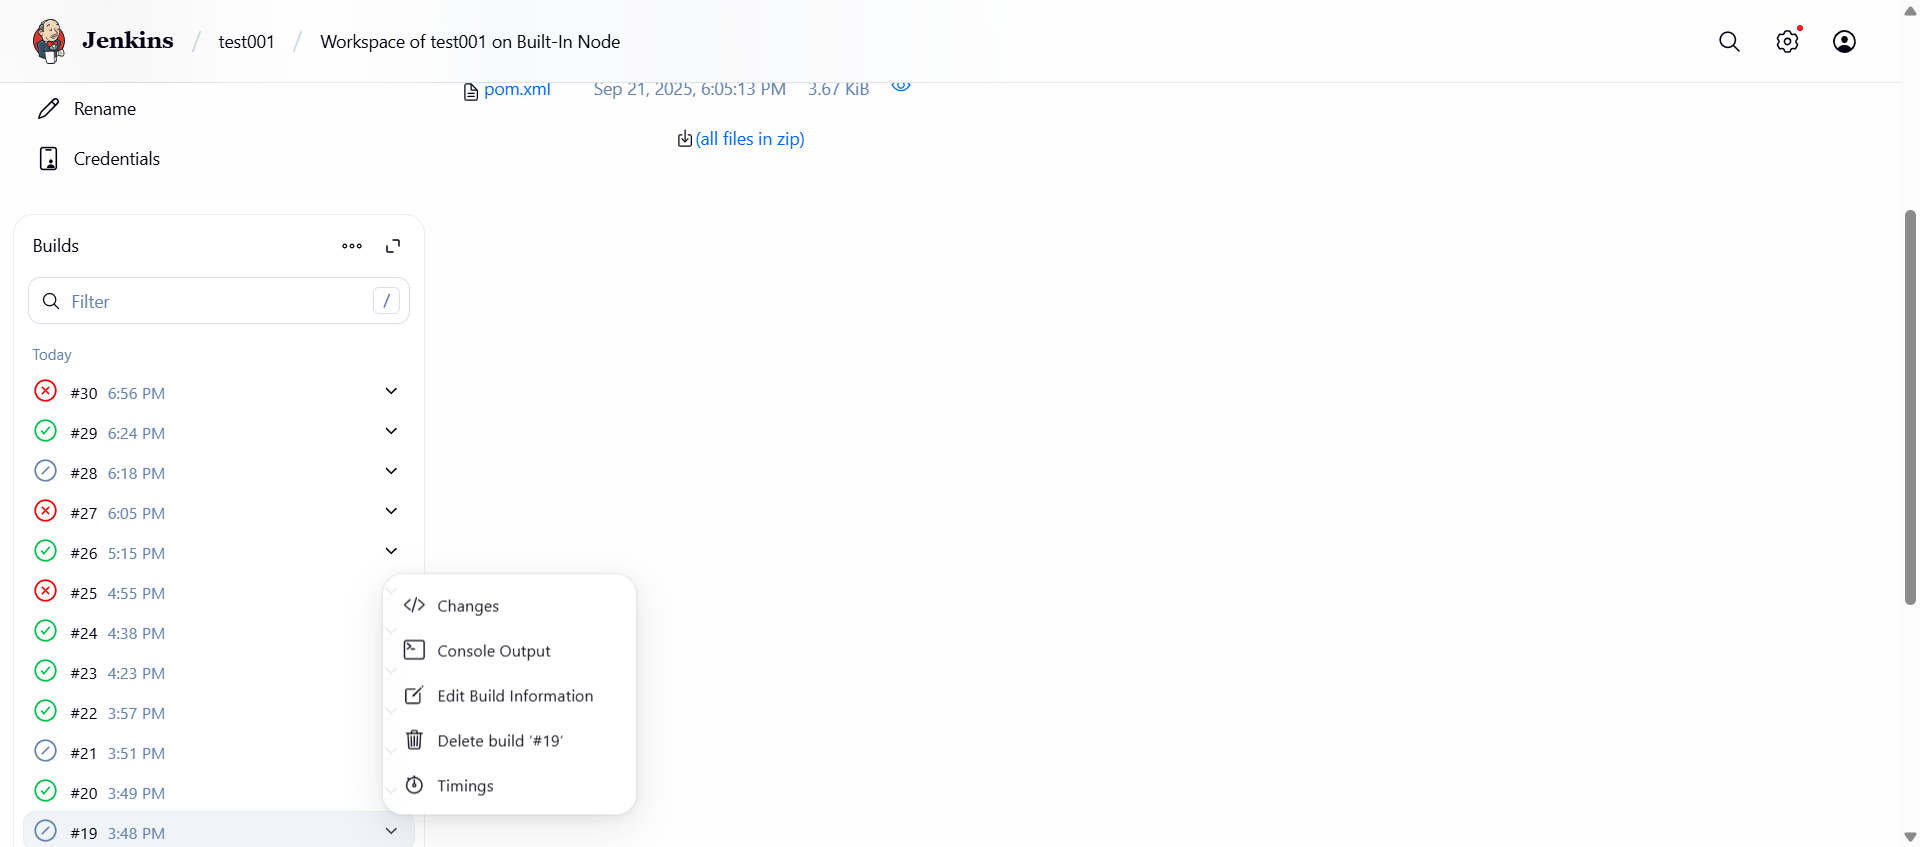 Jenkins / test001 / Workspace of test001 on Built-In Node
pom.xml Sep 21, 2025, 6:05:13 PM 3.67 KiB
(all files in zip)
Rename
Credentials
Builds
Filter /
Today
#30 6:56 PM
#29 6:24 PM
#28 6:18 PM
#27 6:05 PM
#26 5:15 PM
#25 4:55 PM
#24 4:38 PM
#23 4:23 PM
#22 3:57 PM
#21 3:51 PM
#20 3:49 PM
#19 3:48 PM
Changes
Console Output
Edit Build Information
Delete build ‘#19’
Timings